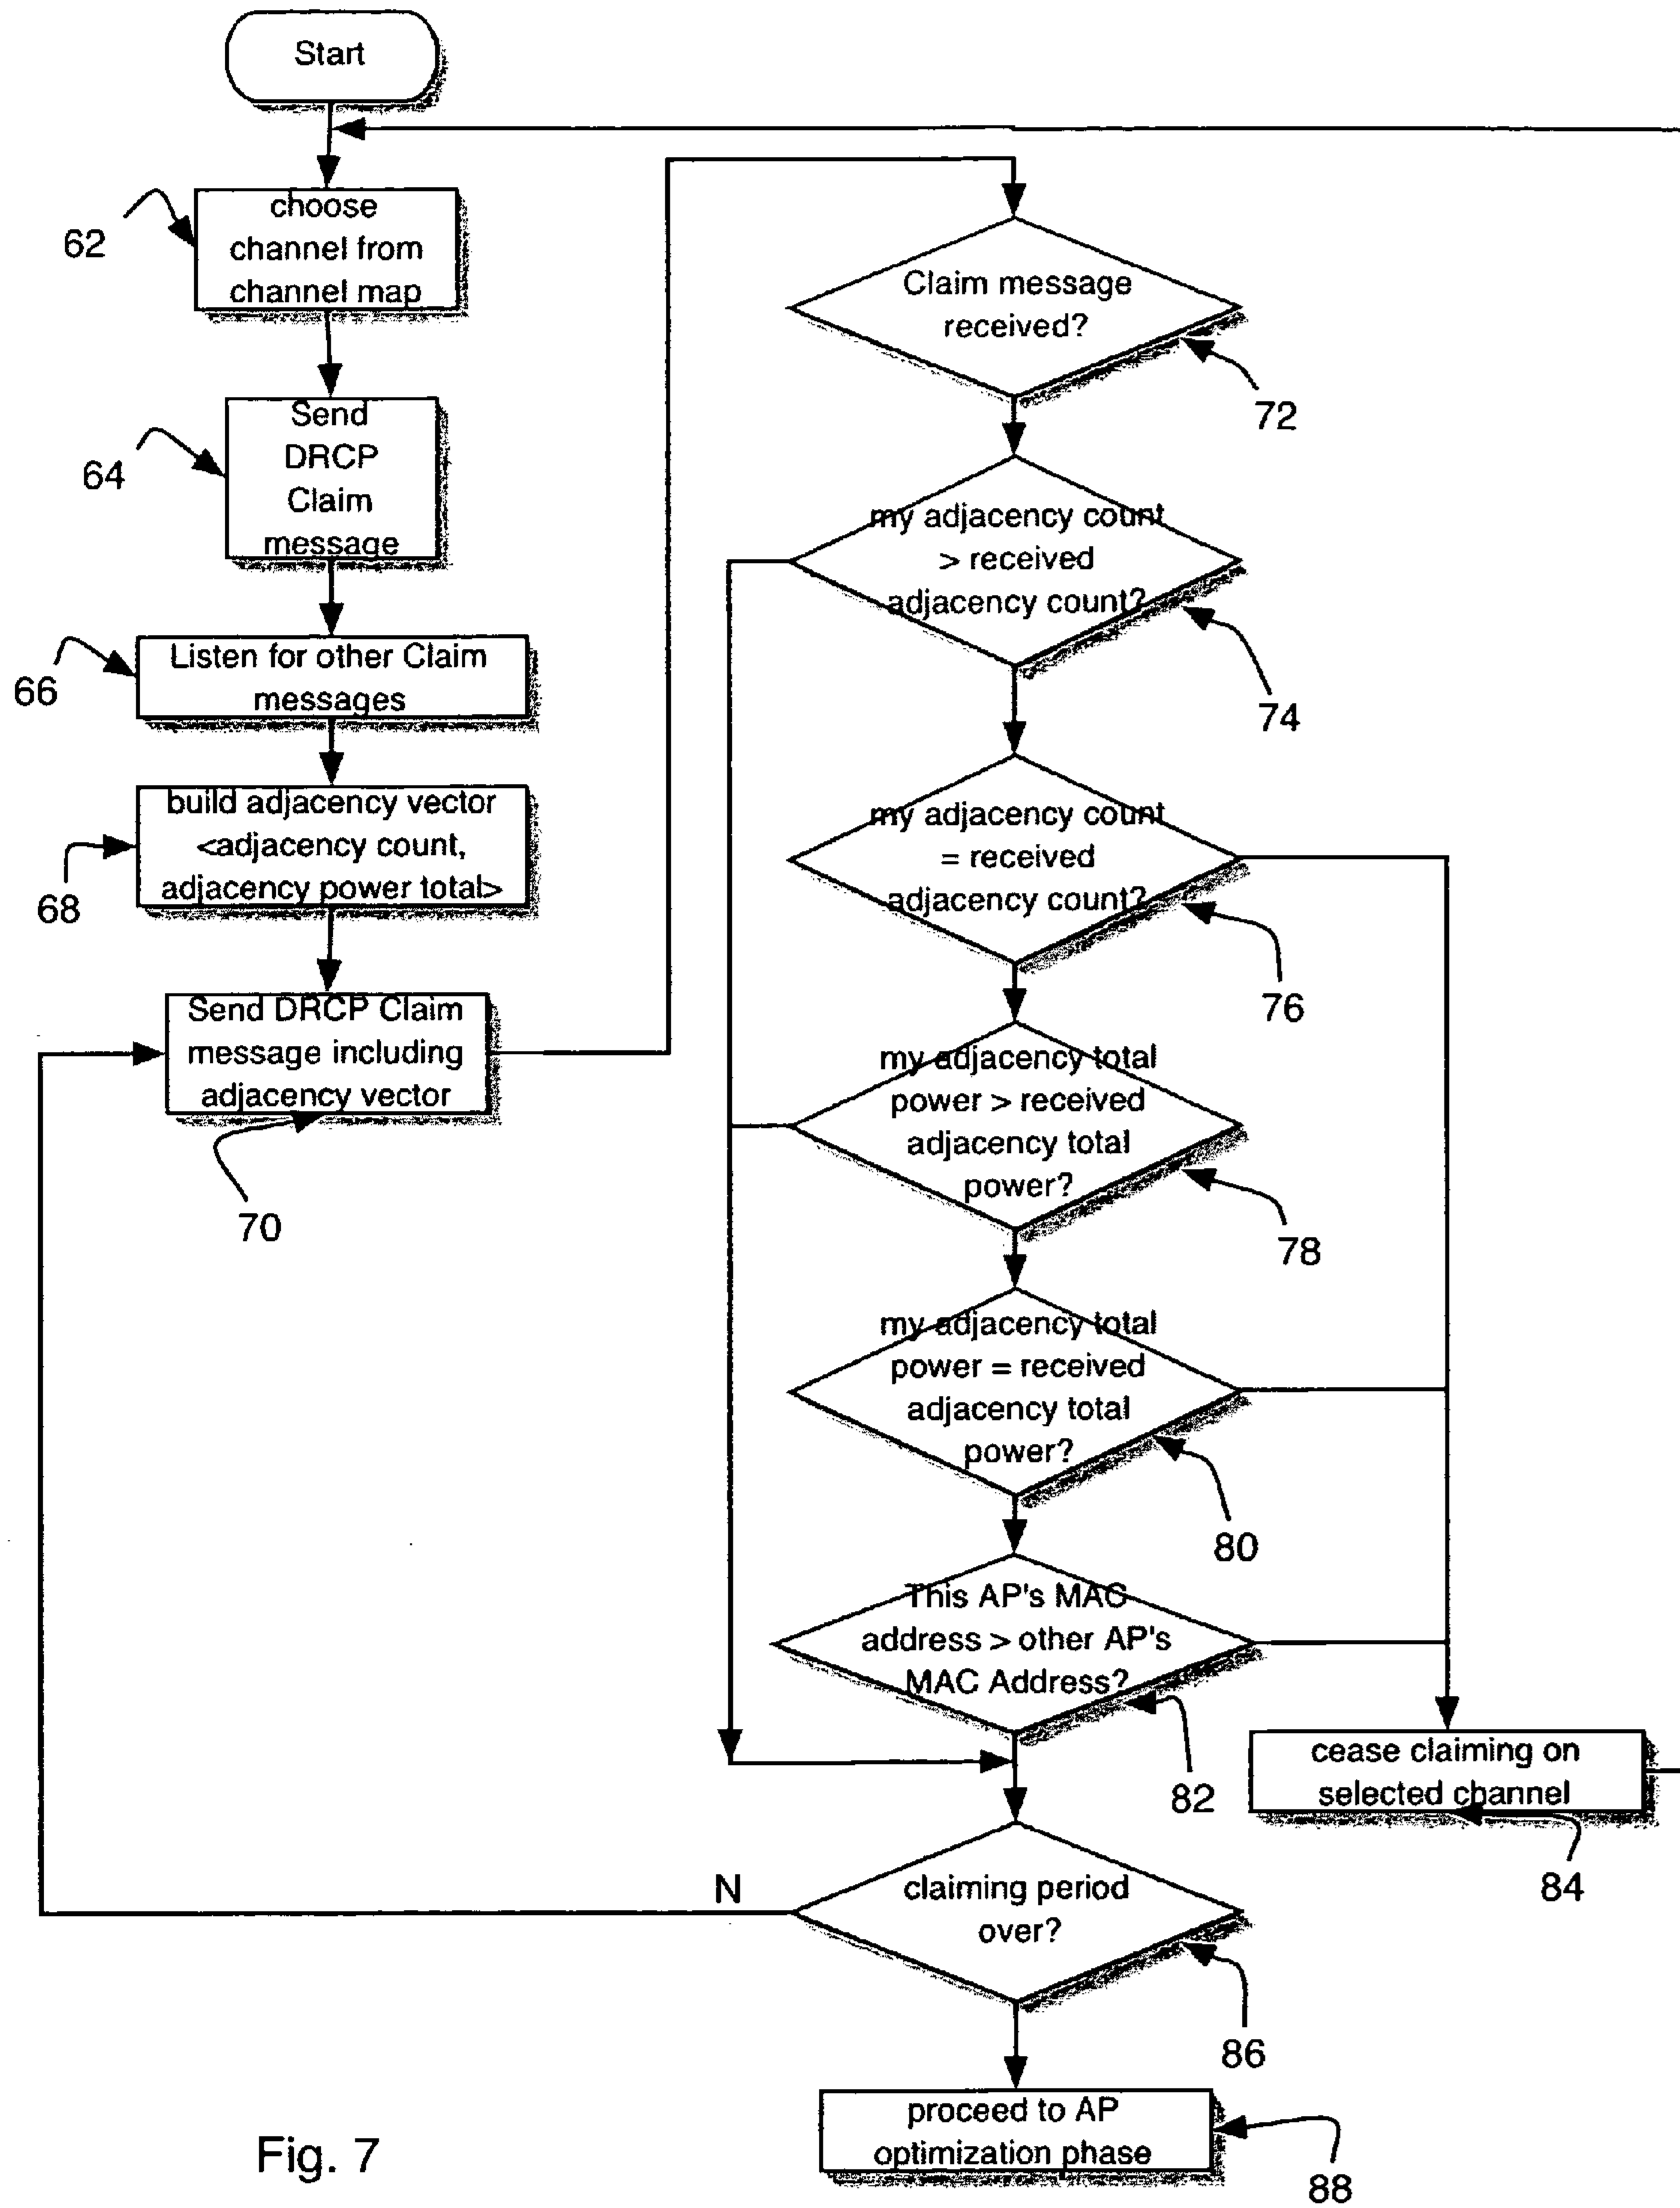 Start
choose
channel from
channel map
62
Send
DRCP
Claim
message
64
Listen for other Claim
messages
66
build adjacency vector
<adjacency count,
adjacency power total>
68
Send DRCP Claim
message including
adjacency vector
70
Claim message
received?
72
my adjacency count
> received
adjacency count?
74
my adjacency count
= received
adjacency count?
76
my adjacency total
power > received
adjacency total
power?
78
my adjacency total
power = received
adjacency total
power?
80
This AP's MAC
address > other AP's
MAC Address?
82
cease claiming on
selected channel
84
N
claiming period
over?
86
proceed to AP
optimization phase
88
Fig. 7